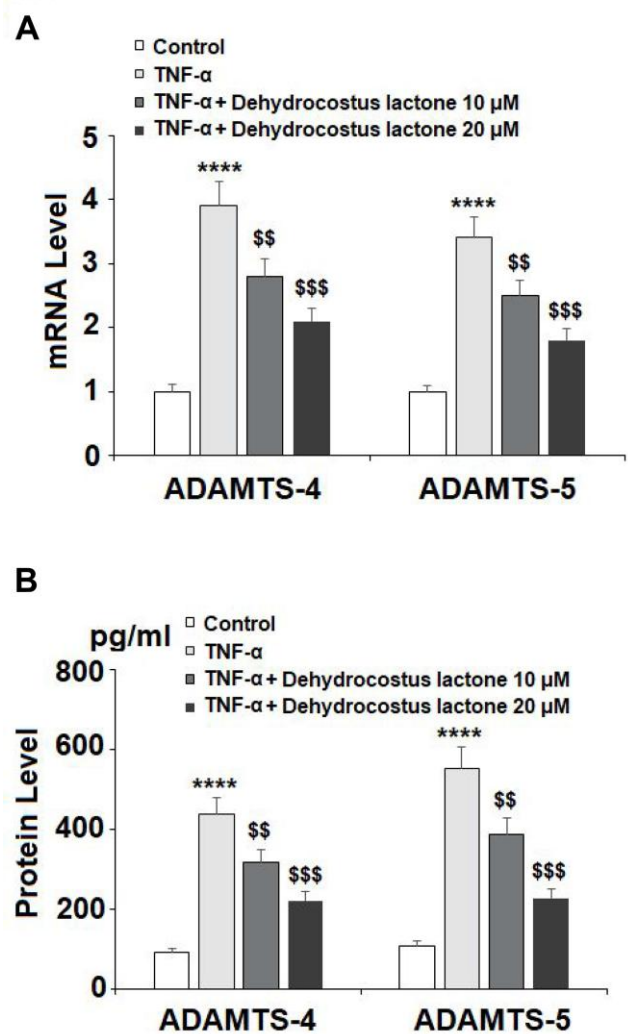 A
Control
TNF-α
TNF-α + Dehydrocostus lactone 10 µM
TNF-α + Dehydrocostus lactone 20 µM
mRNA Level
5
4
3
2
1
0
****
$$
$$$
****
$$
$$$
ADAMTS-4 ADAMTS-5
B
pg/ml
Control
TNF-α
TNF-α + Dehydrocostus lactone 10 µM
TNF-α + Dehydrocostus lactone 20 µM
Protein Level
800
600
400
200
0
****
$$
$$$
****
$$
$$$
ADAMTS-4 ADAMTS-5